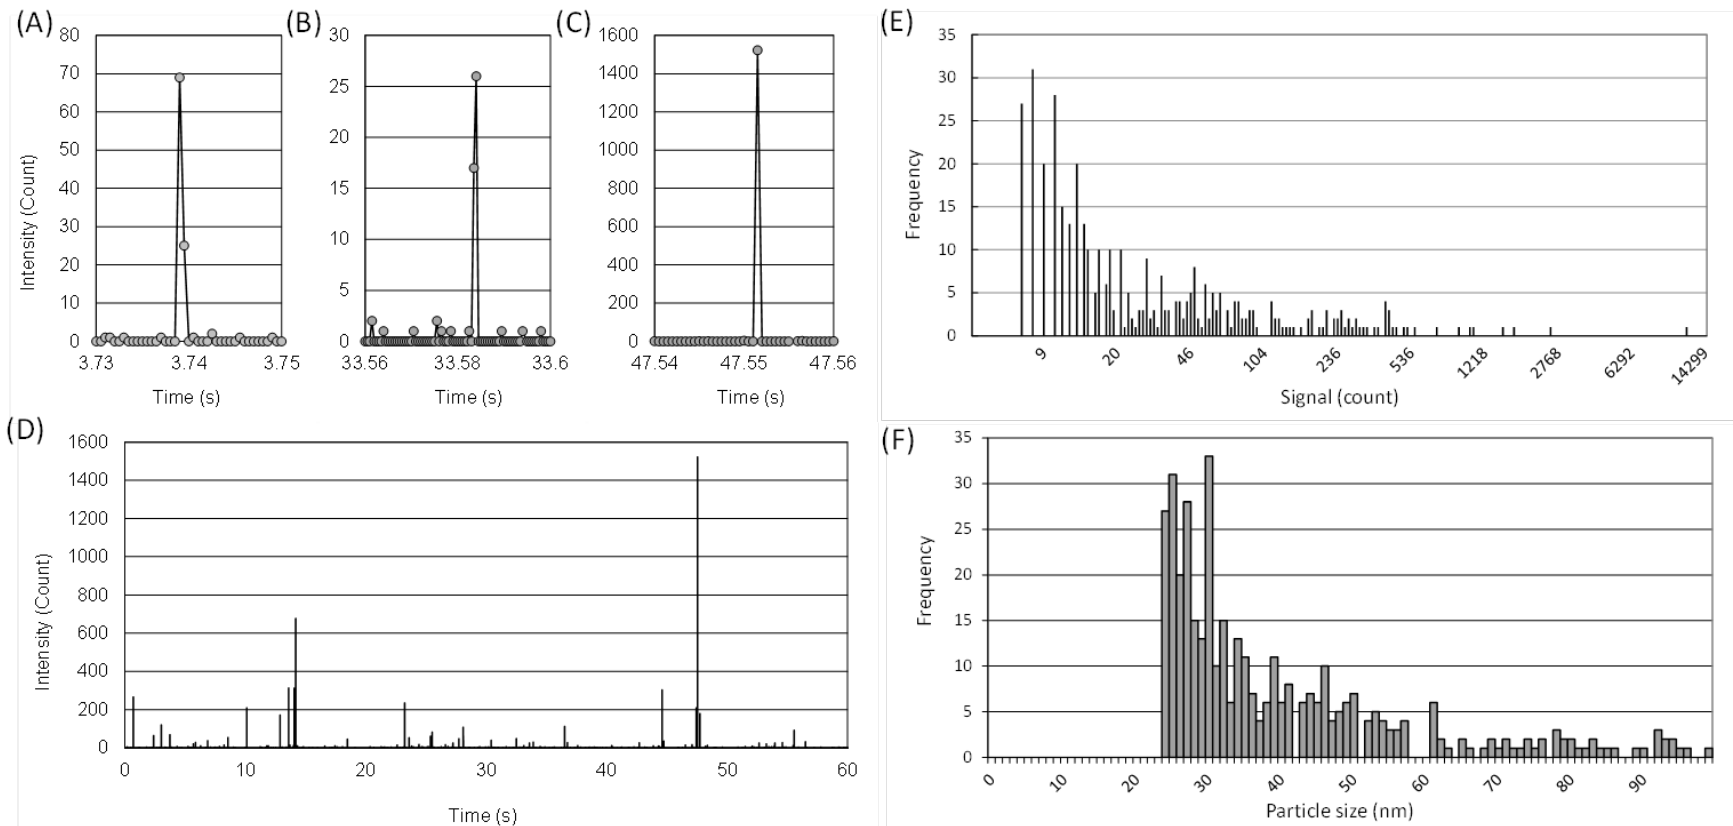 (A)
80
70
60
50
40
30
20
10
0
3.73 3.74 3.75
Intensity (Count)
Time (s)
(B)
30
25
20
15
10
5
0
33.56 33.58 33.6
Time (s)
(C)
1600
1400
1200
1000
800
600
400
200
0
47.54 47.55 47.56
Time (s)
(E)
35
30
25
20
15
10
5
0
9 20 46 104 236 536 1218 2768 6292 14299
Frequency
Signal (count)
(D)
1600
1400
1200
1000
800
600
400
200
0
0 10 20 30 40 50 60
Intensity (Count)
Time (s)
(F)
35
30
25
20
15
10
5
0
0 10 20 30 40 50 60 70 80 90
Frequency
Particle size (nm)